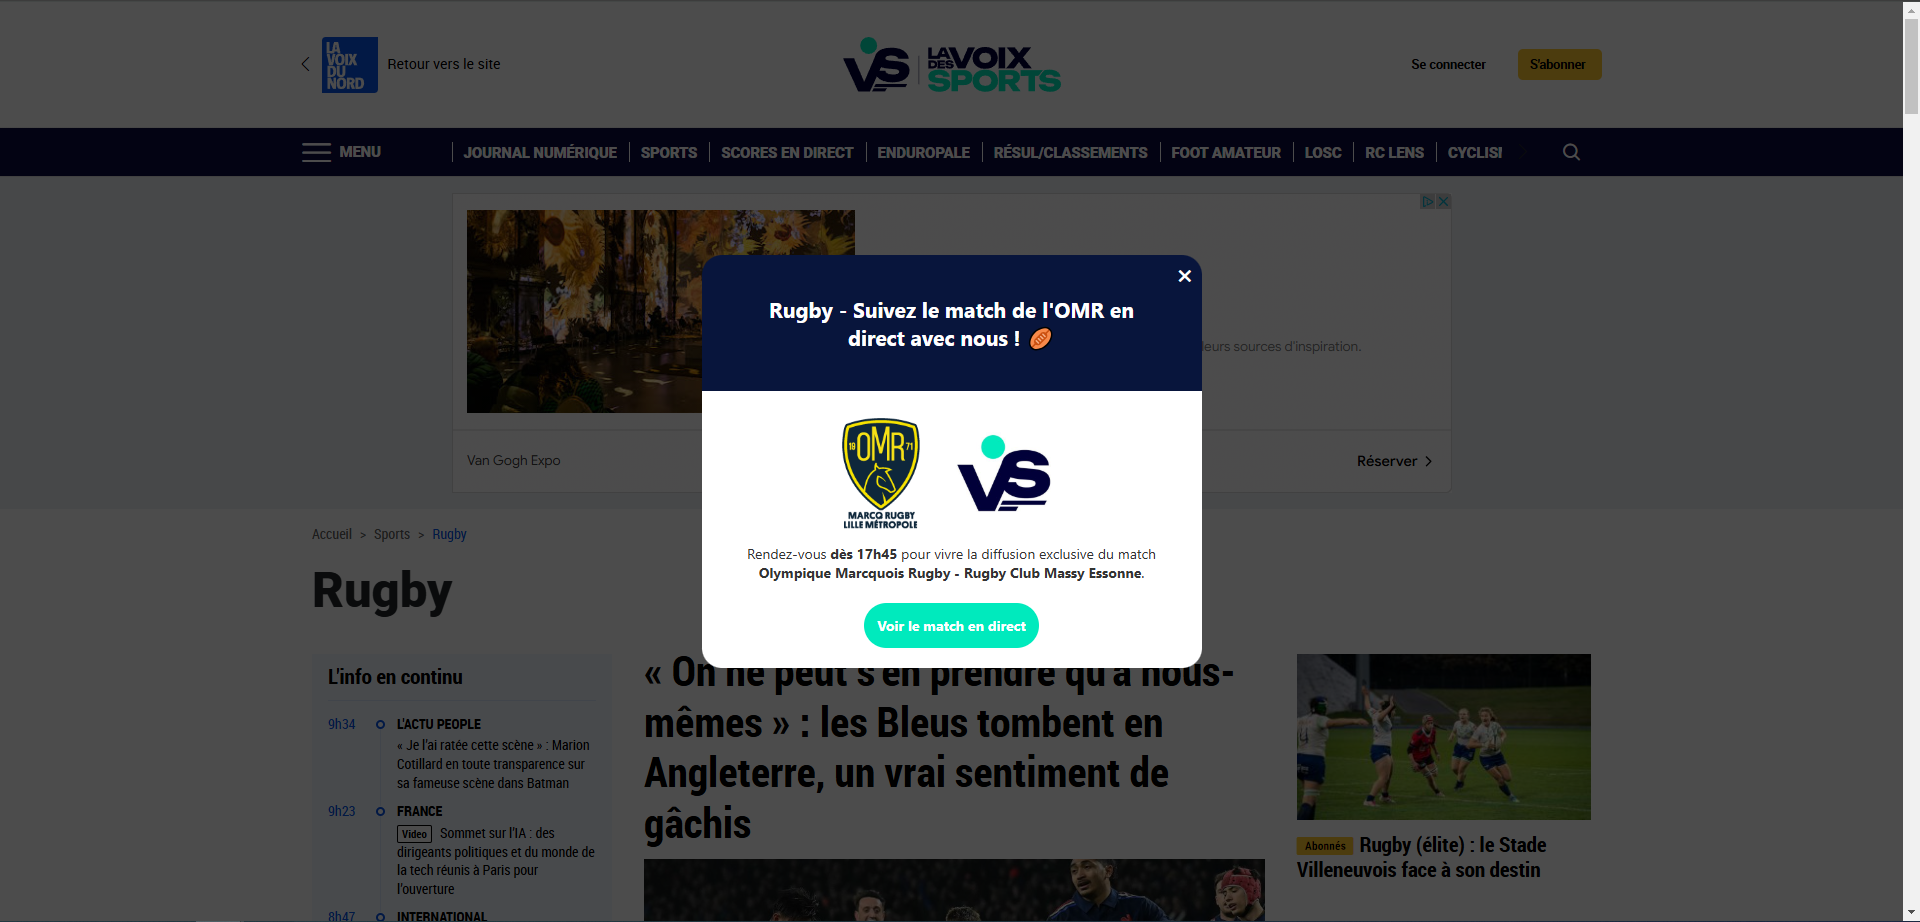 LA
VOIX
DU
NORD
Retour vers le site
VS
LA VOIX
DES
SPORTS
Se connecter
S'abonner
MENU
JOURNAL NUMÉRIQUE
SPORTS
SCORES EN DIRECT
ENDUROPALE
RÉSUL/CLASSEMENTS
FOOT AMATEUR
LOSC
RC LENS
CYCLIS
Rugby - Suivez le match de l'OMR en
direct avec nous !
leurs sources d'inspiration.
19 OMR 71
MARCQ RUGBY
LILLE MÉTROPOLE
VS
Rendez-vous dès 17h45 pour vivre la diffusion exclusive du match
Olympique Marcquois Rugby - Rugby Club Massy Essonne.
Voir le match en direct
Van Gogh Expo
Réserver
Accueil > Sports > Rugby
Rugby
L'info en continu
9h34 L'ACTU PEOPLE
« Je l'ai ratée cette scène » : Marion
Cotillard en toute transparence sur
sa fameuse scène dans Batman
9h23 FRANCE
Video Sommet sur l'IA : des
dirigeants politiques et du monde de
la tech réunis à Paris pour
l'ouverture
8h47 INTERNATIONAL
« On ne peut s'en prendre qu'à nous-
mêmes » : les Bleus tombent en
Angleterre, un vrai sentiment de
gâchis
Abonnés Rugby (élite) : le Stade
Villeneuvois face à son destin